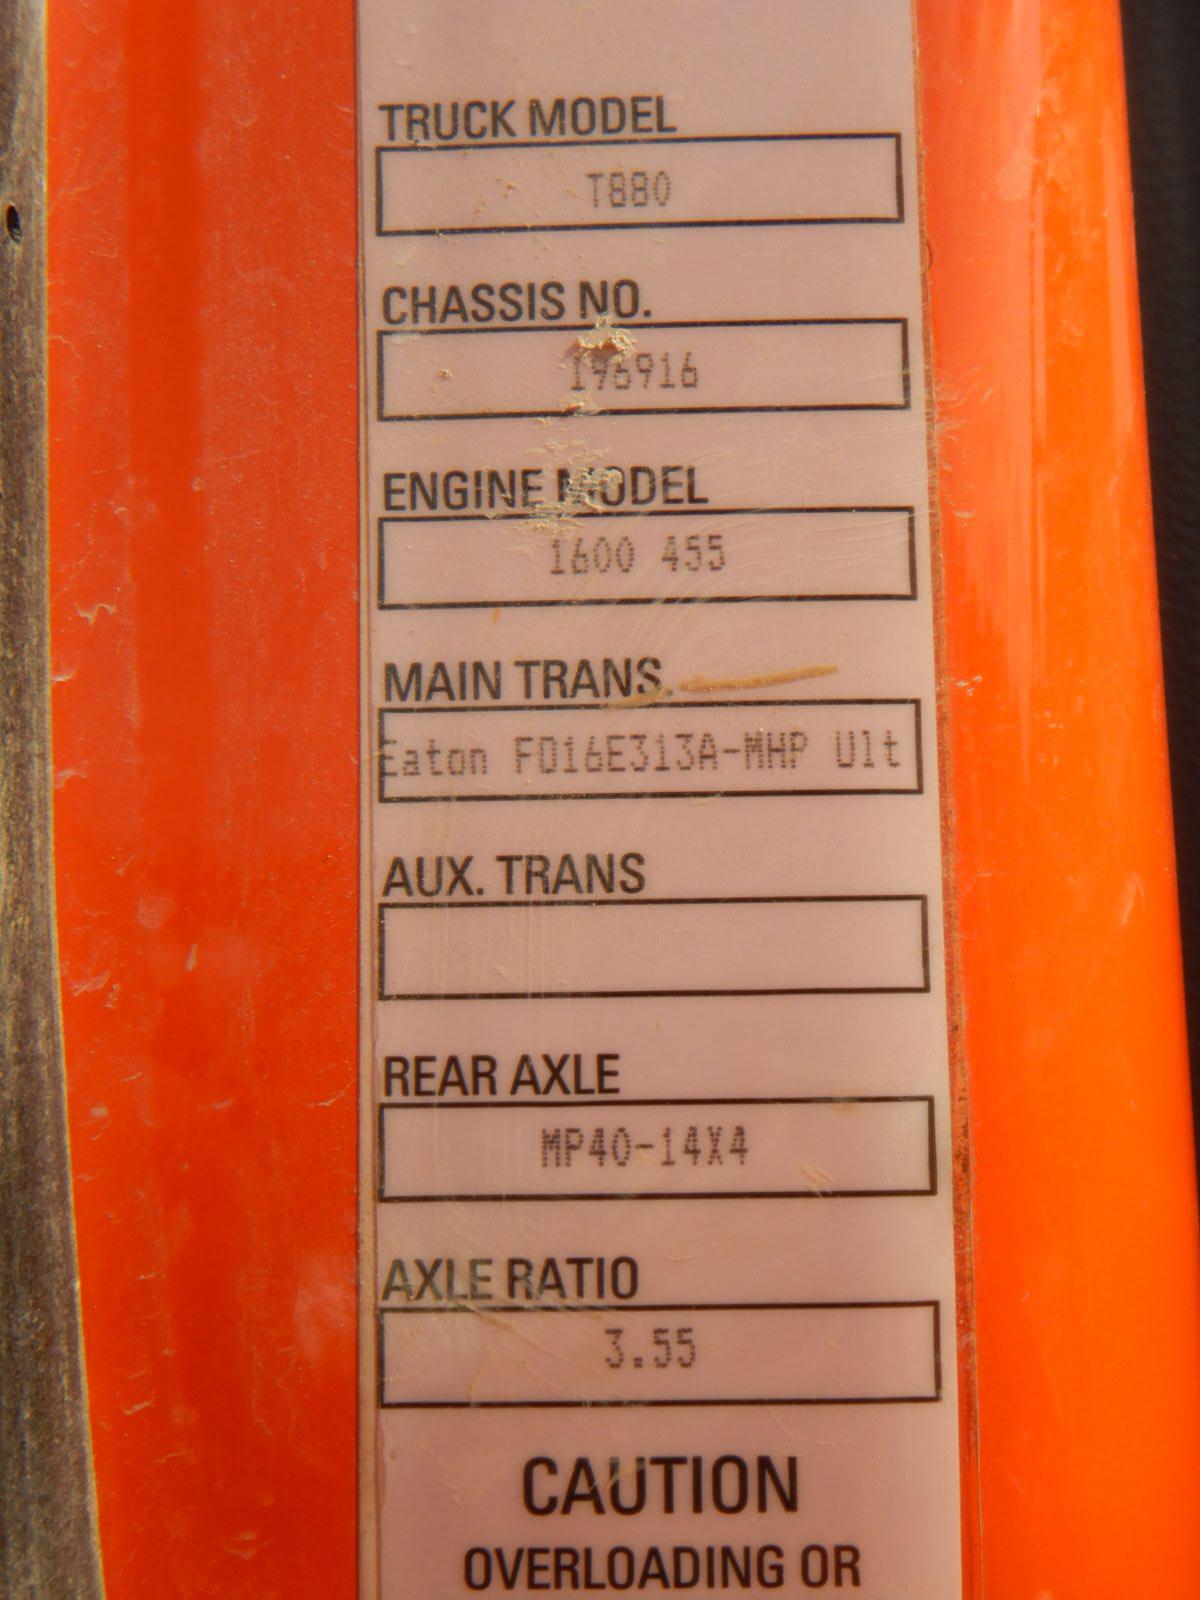 TRUCK MODEL
T880
CHASSIS NO.
196916
ENGINE MODEL
1600 455
MAIN TRANS.
Eaton FO16E313A-MHP Ult
AUX. TRANS
REAR AXLE
MP40-14X4
AXLE RATIO
3.55
CAUTION
OVERLOADING OR